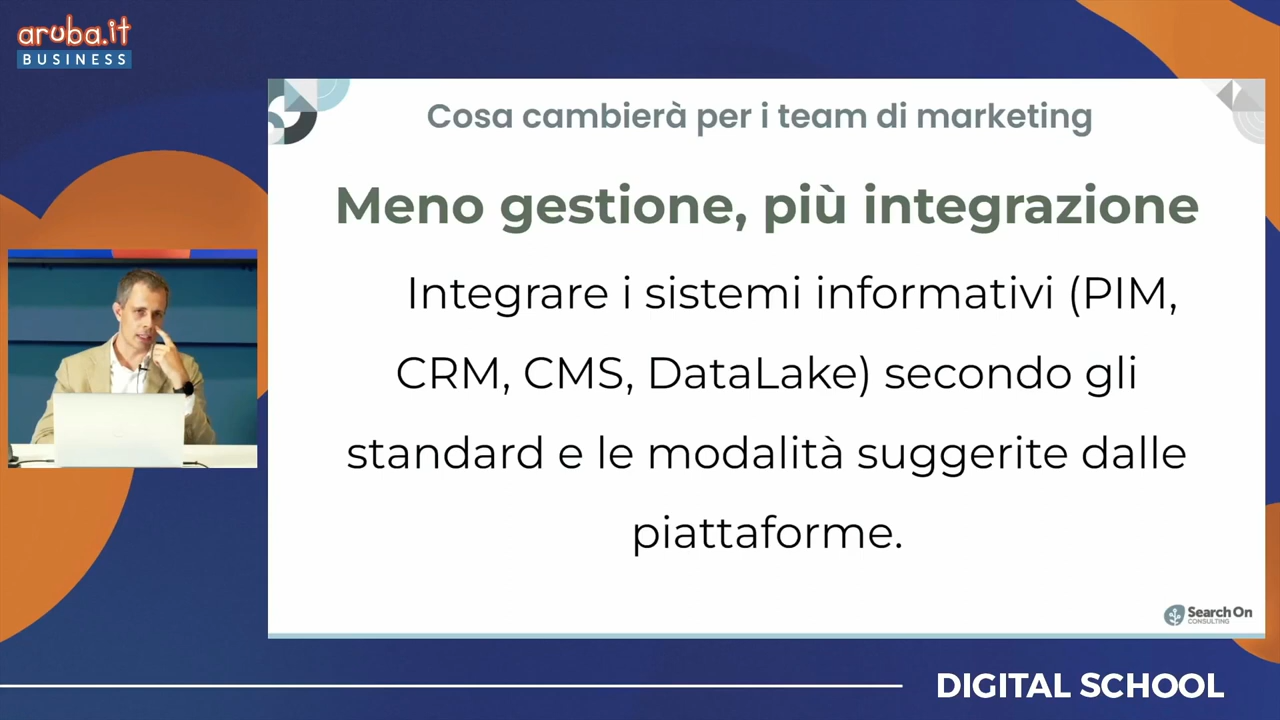 aruba.it
BUSINESS
Cosa cambierà per i team di marketing
Meno gestione, più integrazione
Integrare i sistemi informativi (PIM,
CRM, CMS, DataLake) secondo gli
standard e le modalità suggerite dalle
piattaforme.
Search On
CONSULTING
DIGITAL SCHOOL